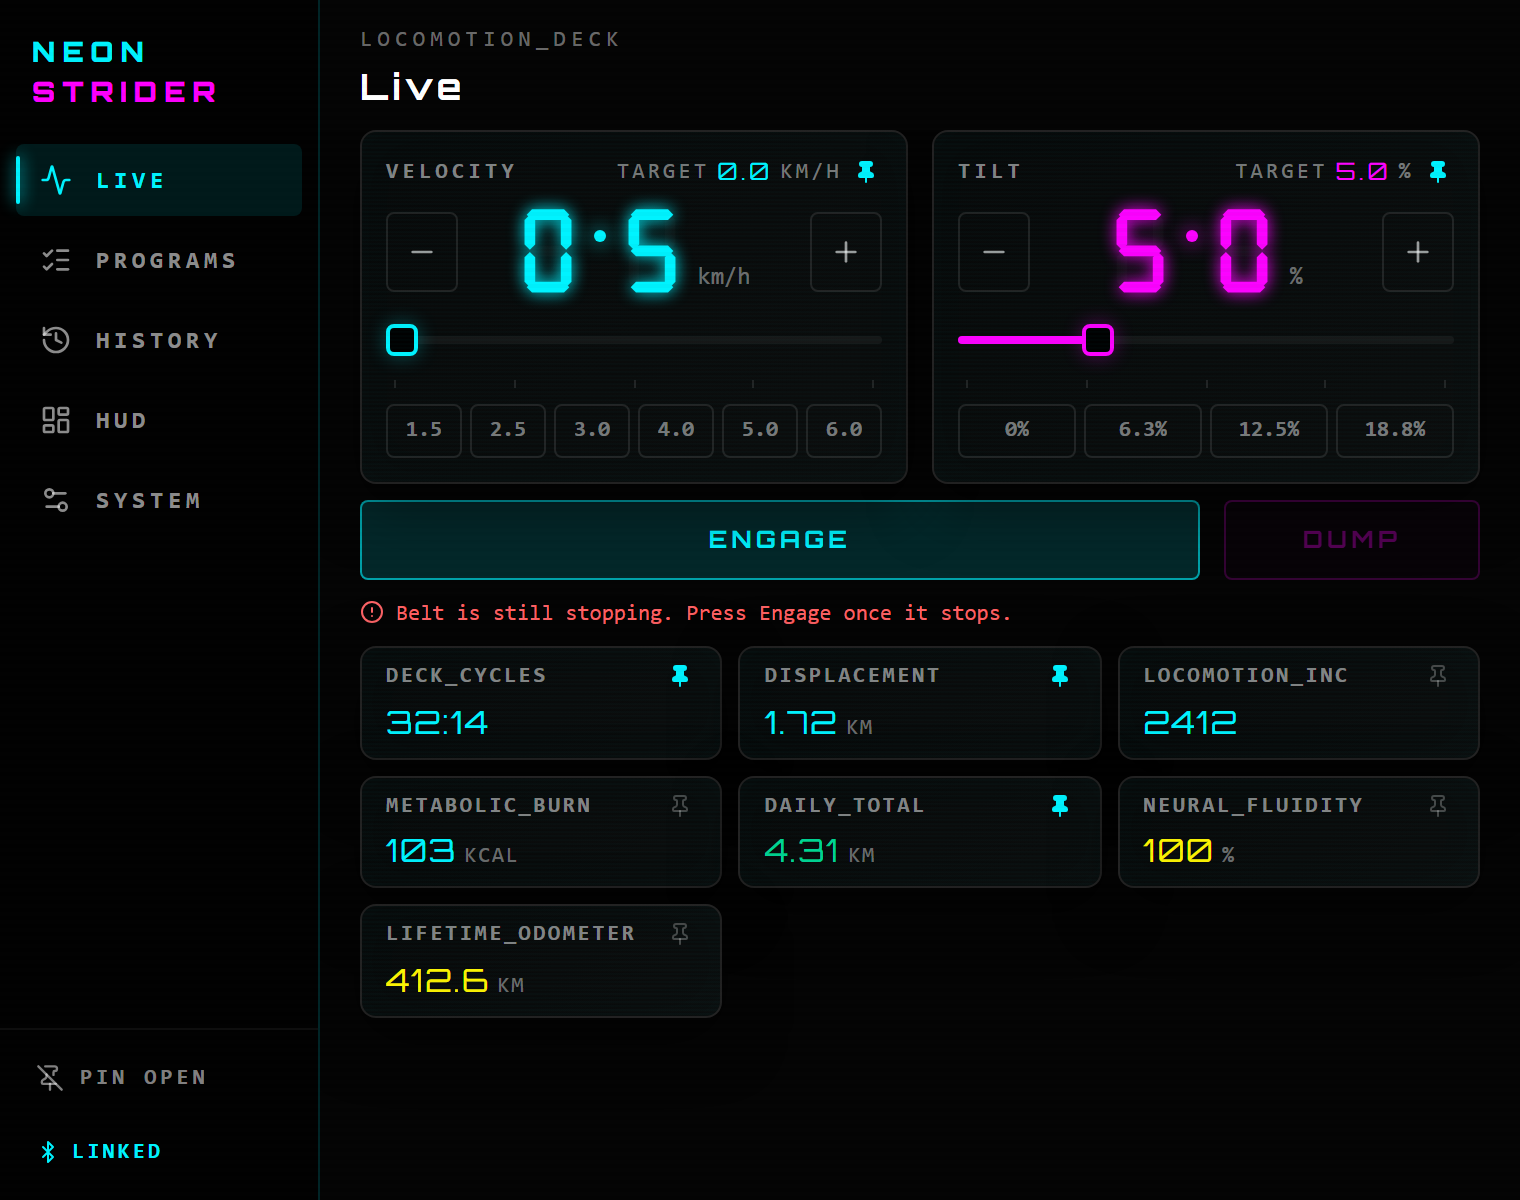 NEON
STRIDER
LIVE
PROGRAMS
HISTORY
HUD
SYSTEM
PIN OPEN
LINKED
LOCOMOTION_DECK
Live
VELOCITY TARGET 0.0 KM/H
0.5 km/h
1.5 2.5 3.0 4.0 5.0 6.0
TILT TARGET 5.0 %
5.0 %
0% 6.3% 12.5% 18.8%
ENGAGE DUMP
Belt is still stopping. Press Engage once it stops.
DECK_CYCLES
32:14
DISPLACEMENT
1.72 KM
LOCOMOTION_INC
2412
METABOLIC_BURN
103 KCAL
DAILY_TOTAL
4.31 KM
NEURAL_FLUIDITY
100 %
LIFETIME_ODOMETER
412.6 KM